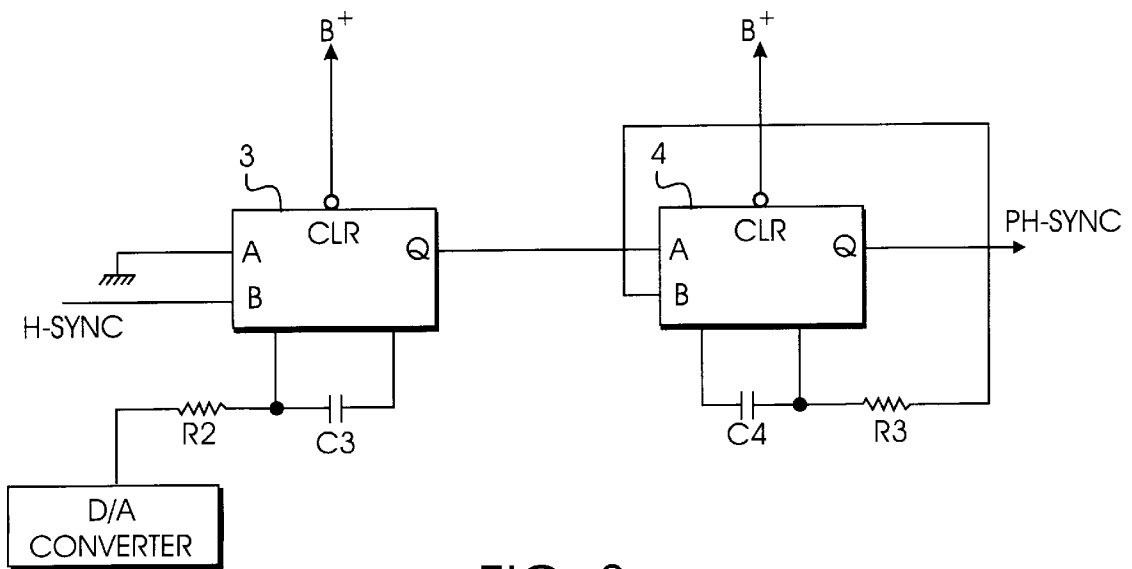 B+
B+
3
4
CLR
CLR
A
Q
A
Q
PH-SYNC
B
B
H-SYNC
R2
C3
C4
R3
D/A
CONVERTER